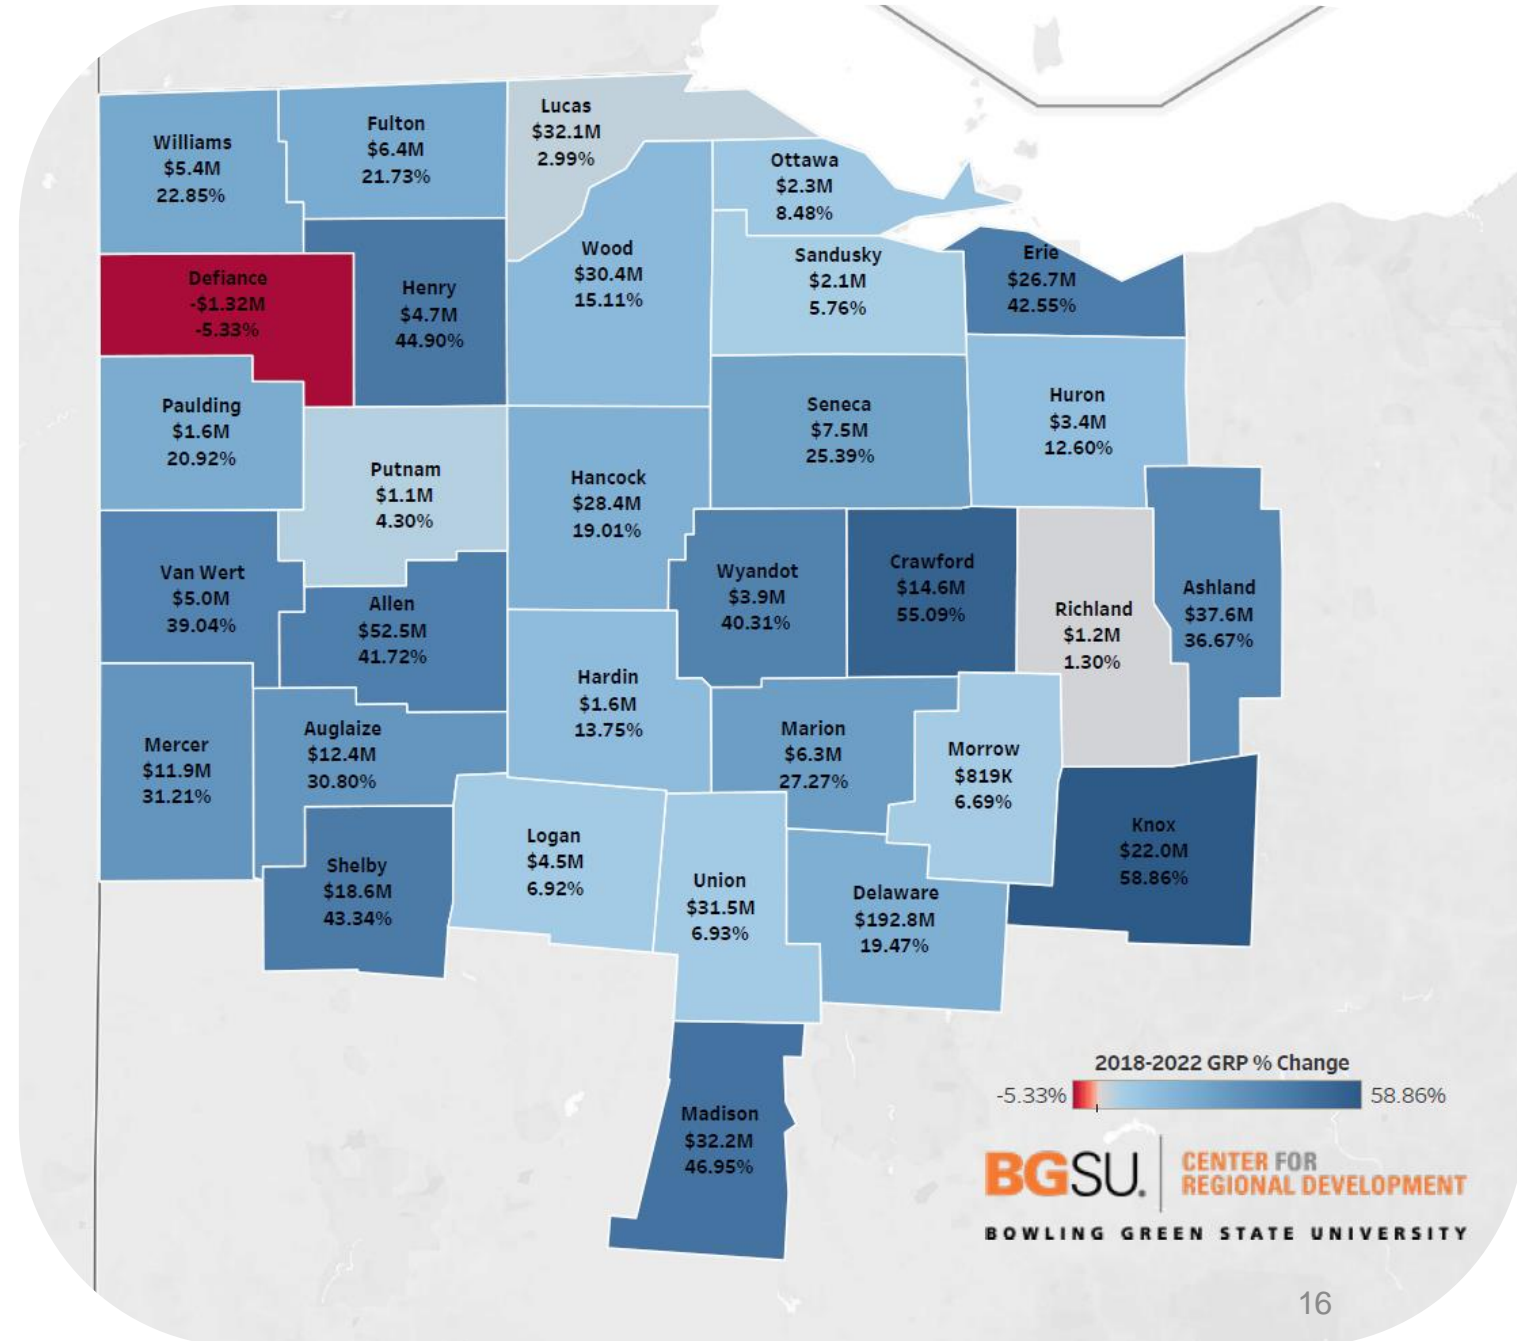 Williams
$5.4M
22.85%
Fulton
$6.4M
21.73%
Lucas
$32.1M
2.99%
Ottawa
$2.3M
8.48%
Wood
$30.4M
15.11%
Sandusky
$2.1M
5.76%
Erie
$26.7M
42.55%
Defiance
-$1.32M
-5.33%
Henry
$4.7M
44.90%
Paulding
$1.6M
20.92%
Putnam
$1.1M
4.30%
Hancock
$28.4M
19.01%
Seneca
$7.5M
25.39%
Huron
$3.4M
12.60%
Van Wert
$5.0M
39.04%
Allen
$52.5M
41.72%
Wyandot
$3.9M
40.31%
Crawford
$14.6M
55.09%
Richland
$1.2M
1.30%
Ashland
$37.6M
36.67%
Mercer
$11.9M
31.21%
Auglaize
$12.4M
30.80%
Hardin
$1.6M
13.75%
Marion
$6.3M
27.27%
Morrow
$819K
6.69%
Knox
$22.0M
58.86%
Shelby
$18.6M
43.34%
Logan
$4.5M
6.92%
Union
$31.5M
6.93%
Delaware
$192.8M
19.47%
Madison
$32.2M
46.95%
2018-2022 GRP % Change
-5.33% 58.86%
BGSU.
CENTER FOR
REGIONAL DEVELOPMENT
BOWLING GREEN STATE UNIVERSITY
16